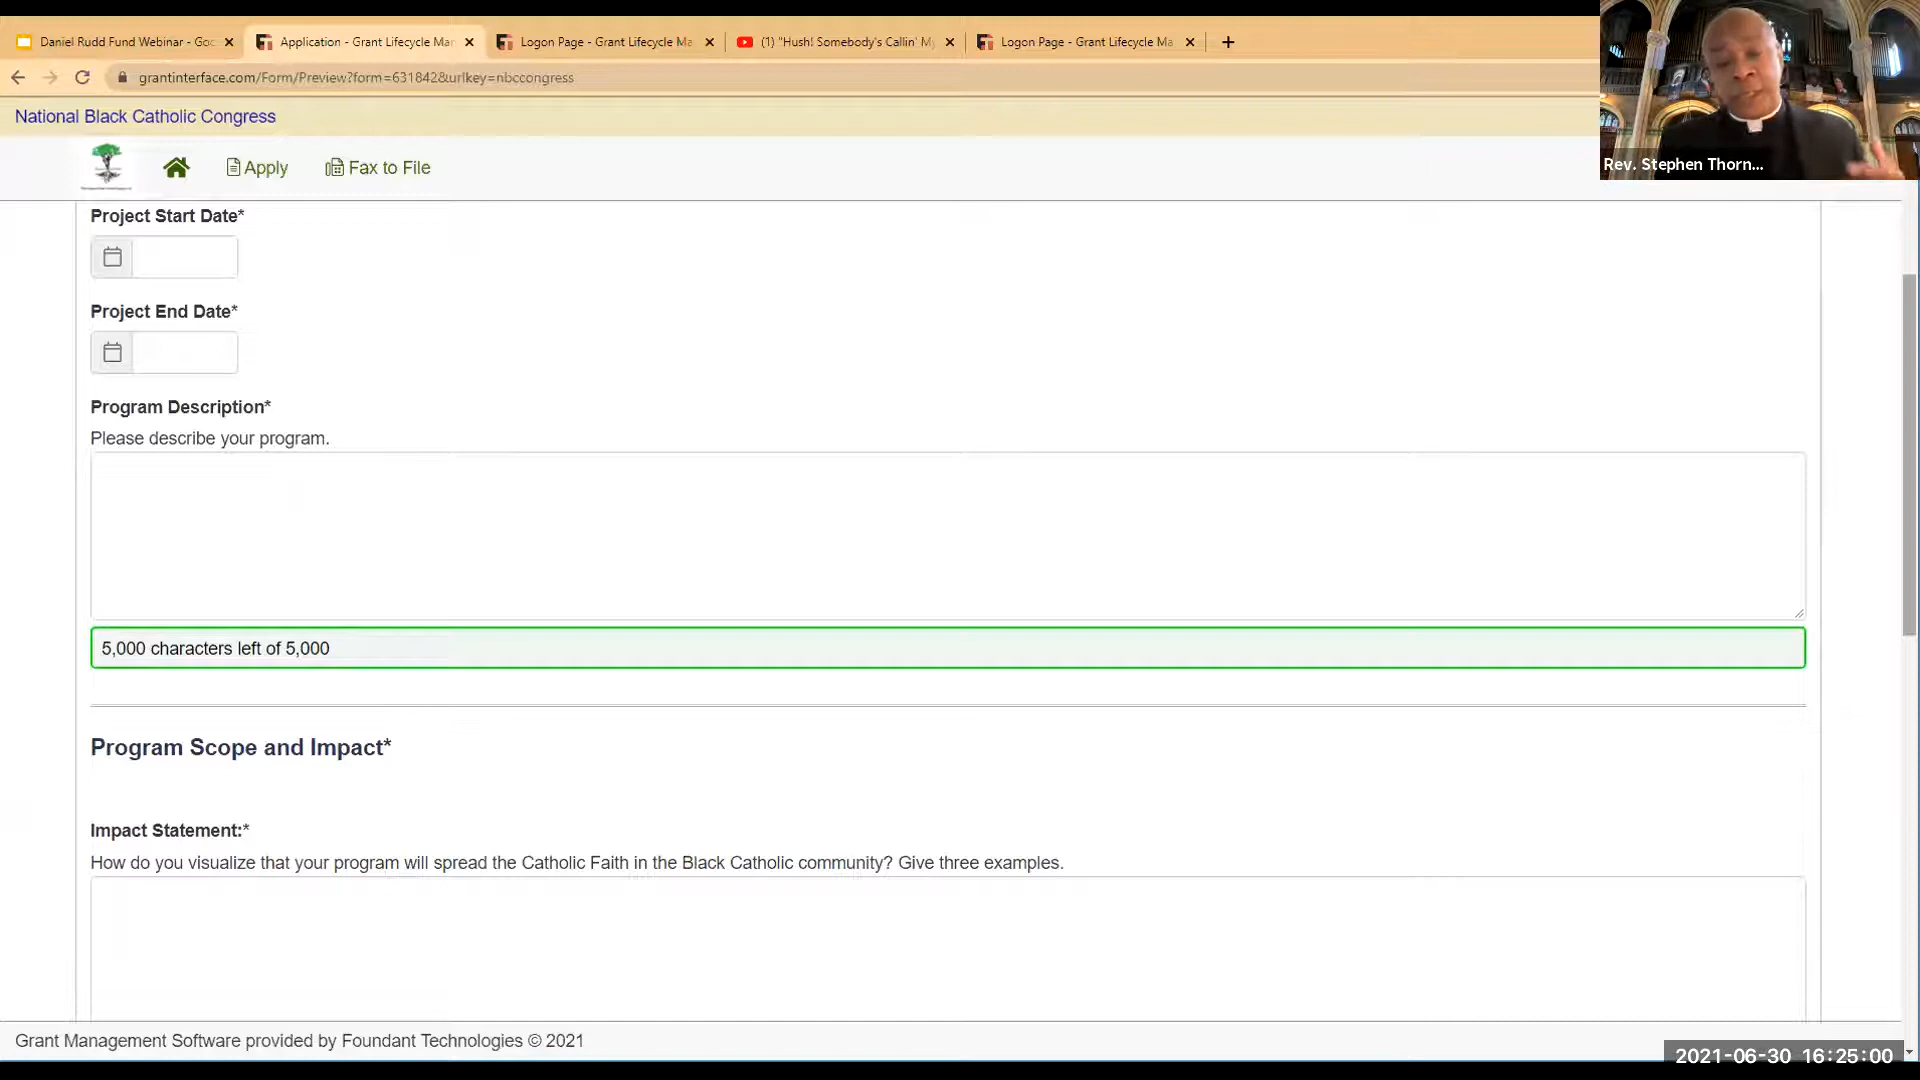 Daniel Rudd Fund Webinar - Goo
Application - Grant Lifecycle Mar
Logon Page - Grant Lifecycle Ma
(1) "Hush! Somebody's Callin' My
Logon Page - Grant Lifecycle Ma
grantinterface.com/Form/Preview?form=631842&urlkey=nbccongress
National Black Catholic Congress
Apply
Fax to File
Rev. Stephen Thorn...
Project Start Date*
Project End Date*
Program Description*
Please describe your program.
5,000 characters left of 5,000
Program Scope and Impact*
Impact Statement:*
How do you visualize that your program will spread the Catholic Faith in the Black Catholic community? Give three examples.
Grant Management Software provided by Foundant Technologies © 2021
2021-06-30 16:25:00